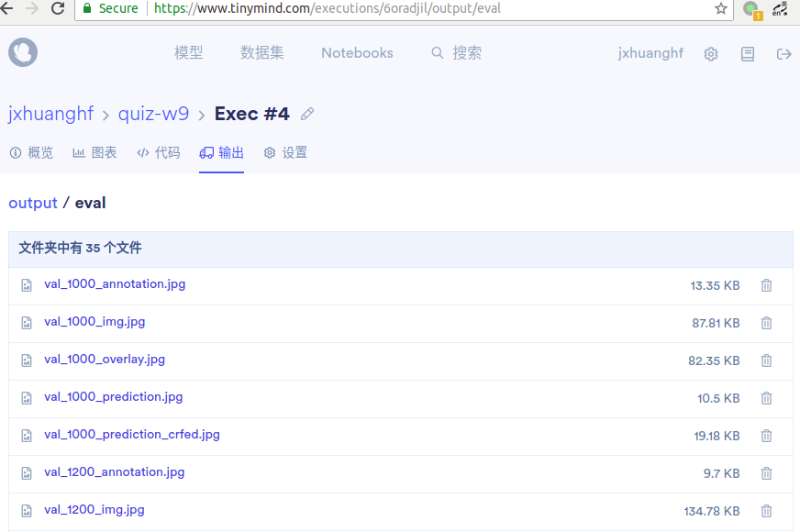 Secure https://www.tinymind.com/executions/6oradjil/output/eval
模型 数据集 Notebooks 搜索 jxhuanghf
jxhuanghf > quiz-w9 > Exec #4
概览 图表 代码 输出 设置
output / eval
文件夹中有 35 个文件
val_1000_annotation.jpg 13.35 KB
val_1000_img.jpg 87.81 KB
val_1000_overlay.jpg 82.35 KB
val_1000_prediction.jpg 10.5 KB
val_1000_prediction_crfed.jpg 19.18 KB
val_1200_annotation.jpg 9.7 KB
val_1200_img.jpg 134.78 KB